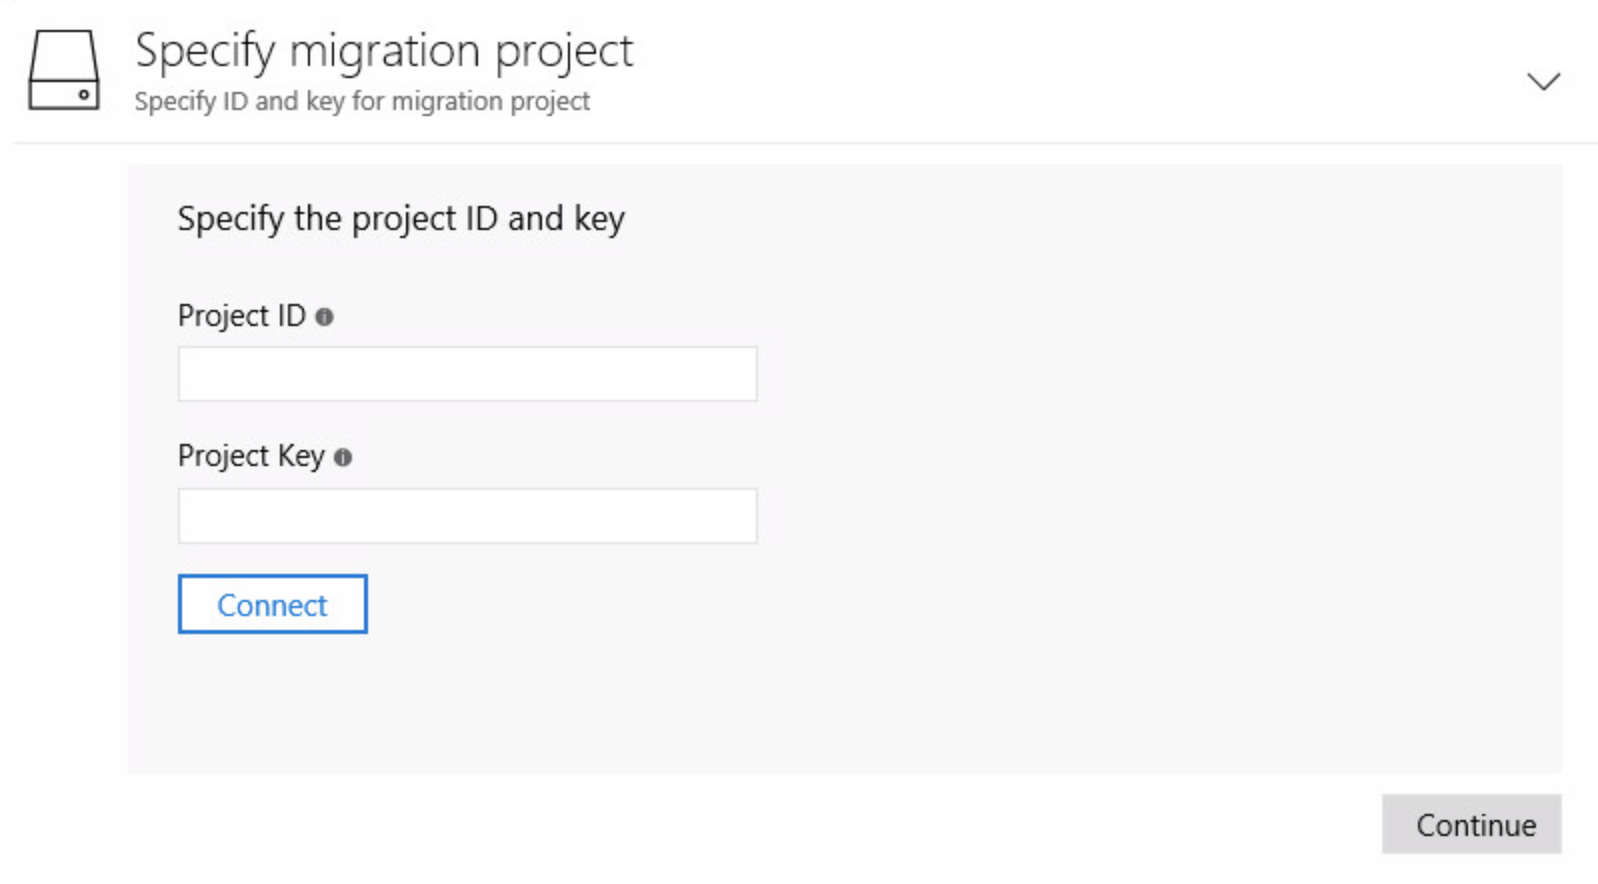 Specify migration project
Specify ID and key for migration project
Specify the project ID and key
Project ID
Project Key
Connect
Continue